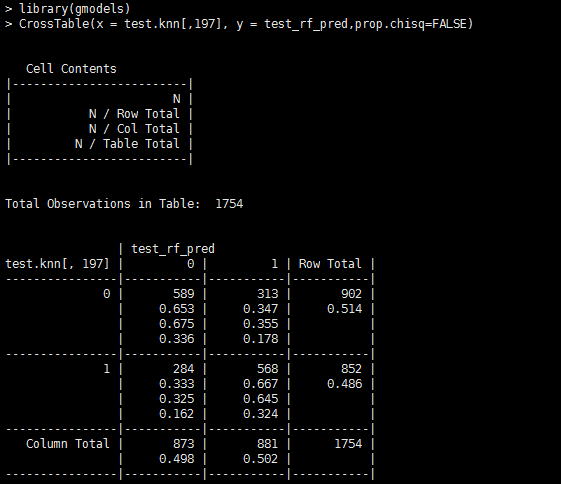 > library(gmodels)
> CrossTable(x = test.knn[,197], y = test_rf_pred,prop.chisq=FALSE)
   Cell Contents
|-------------------------|
|                       N |
|           N / Row Total |
|           N / Col Total |
|         N / Table Total |
|-------------------------|
Total Observations in Table:  1754
                | test_rf_pred
test.knn[, 197] |         0 |         1 | Row Total |
----------------|-----------|-----------|-----------|
              0 |       589 |       313 |       902 |
                |     0.653 |     0.347 |     0.514 |
                |     0.675 |     0.355 |           |
                |     0.336 |     0.178 |           |
----------------|-----------|-----------|-----------|
              1 |       284 |       568 |       852 |
                |     0.333 |     0.667 |     0.486 |
                |     0.325 |     0.645 |           |
                |     0.162 |     0.324 |           |
----------------|-----------|-----------|-----------|
   Column Total |       873 |       881 |      1754 |
                |     0.498 |     0.502 |           |
----------------|-----------|-----------|-----------|